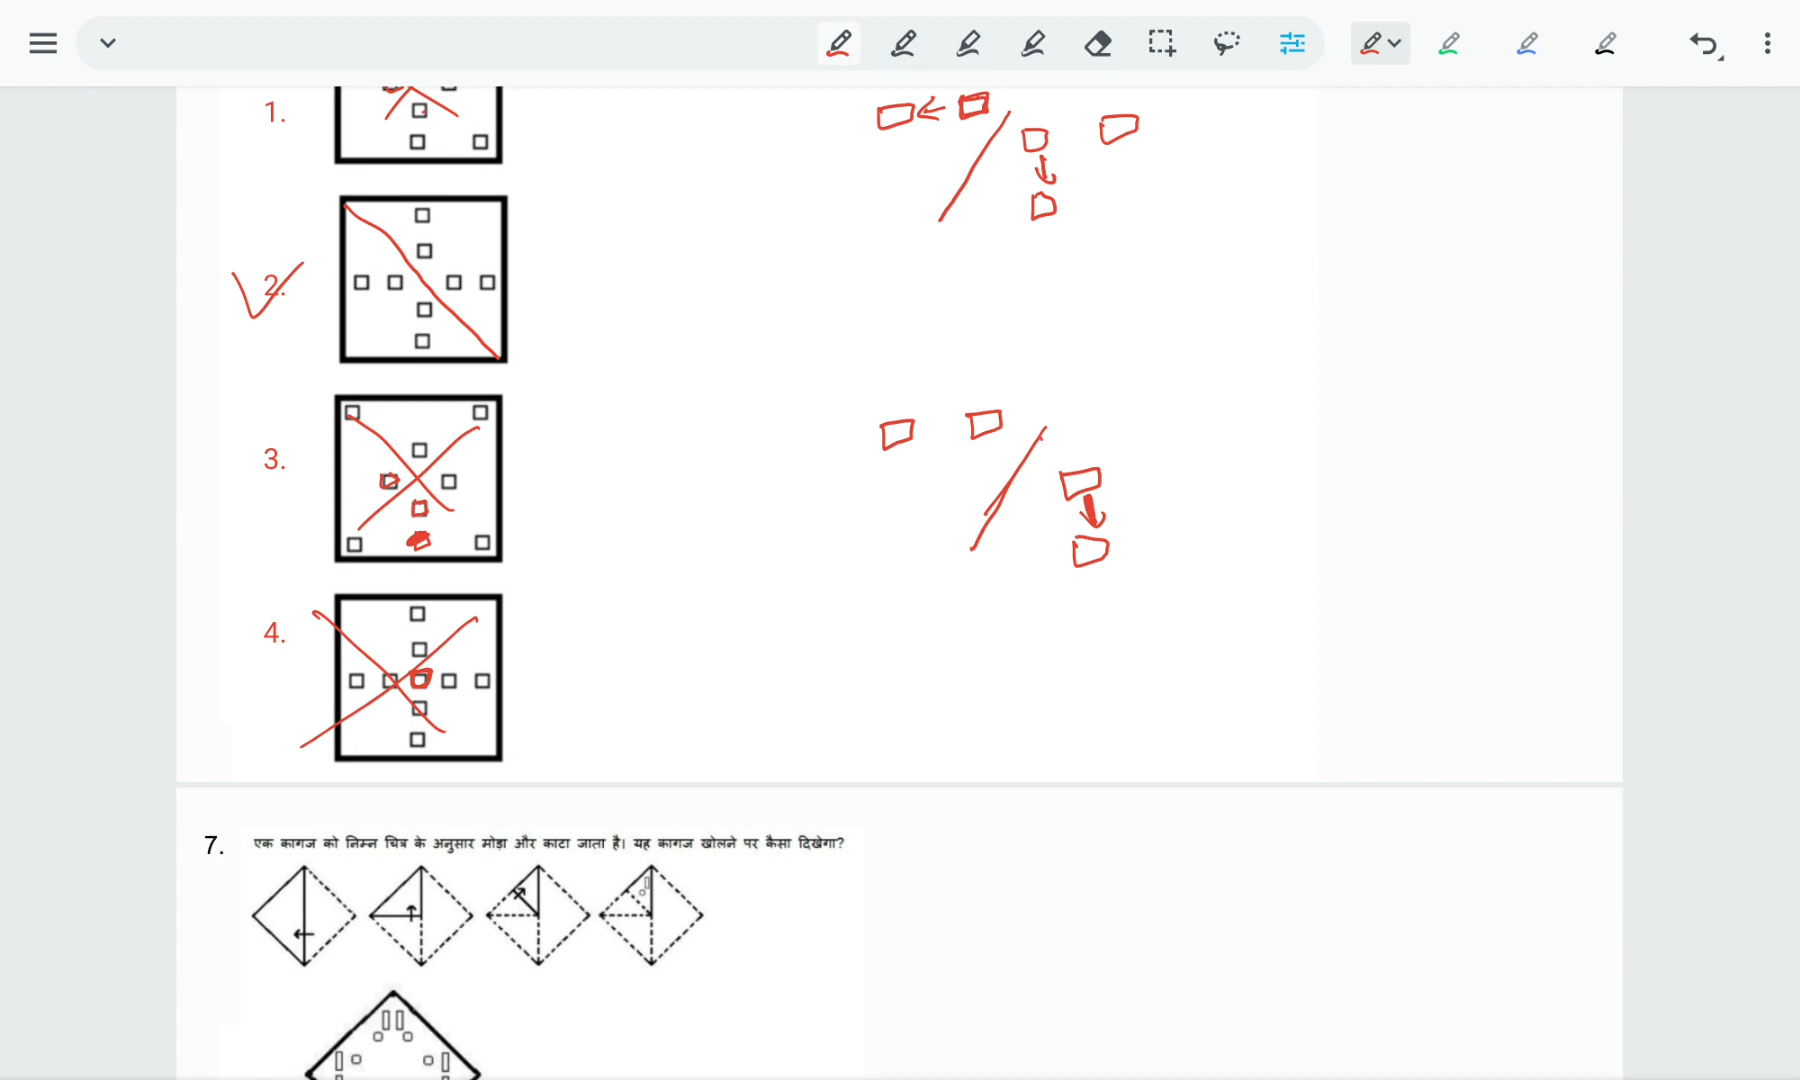 1.
2.
3.
4.
7. एक कागज को निम्न चित्र के अनुसार मोड़ा और काटा जाता है। यह कागज खोलने पर कैसा दिखेगा?